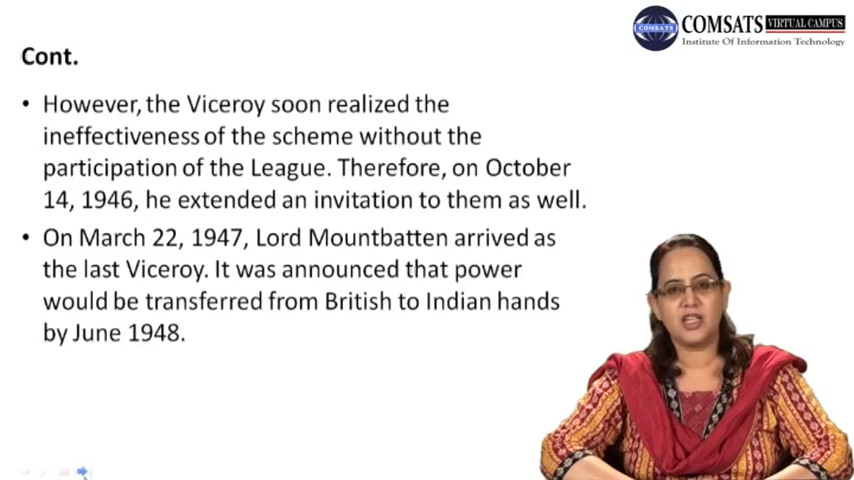 COMSATS
COMSATS VIRTUAL CAMPUS
Institute Of Information Technology
Cont.
• However, the Viceroy soon realized the
ineffectiveness of the scheme without the
participation of the League. Therefore, on October
14, 1946, he extended an invitation to them as well.
• On March 22, 1947, Lord Mountbatten arrived as
the last Viceroy. It was announced that power
would be transferred from British to Indian hands
by June 1948.